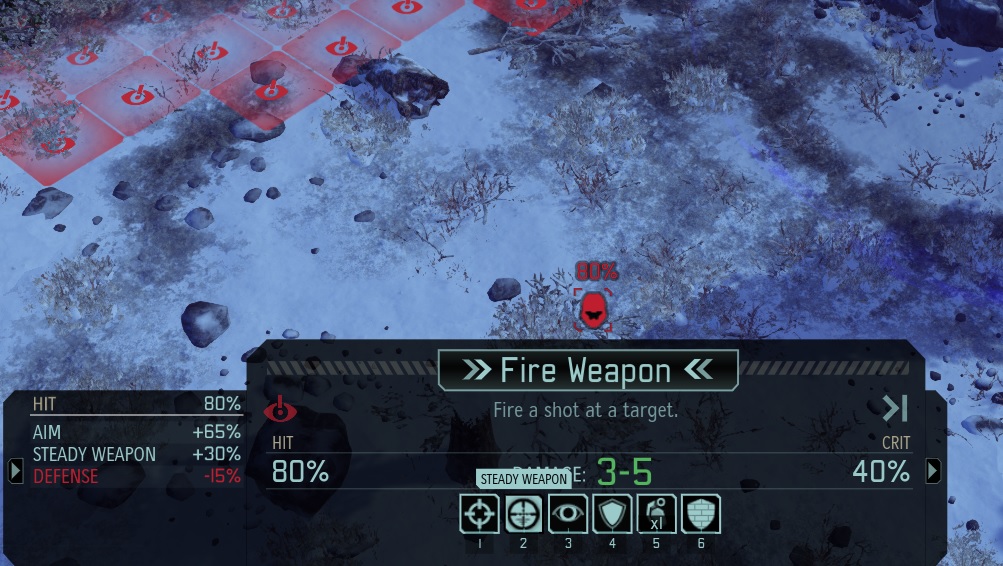 80%
Fire Weapon
Fire a shot at a target.
HIT 80%
AIM +65%
STEADY WEAPON +30%
DEFENSE -15%
HIT
80%
DAMAGE: 3-5
STEADY WEAPON
CRIT
40%
x1
1 2 3 4 5 6